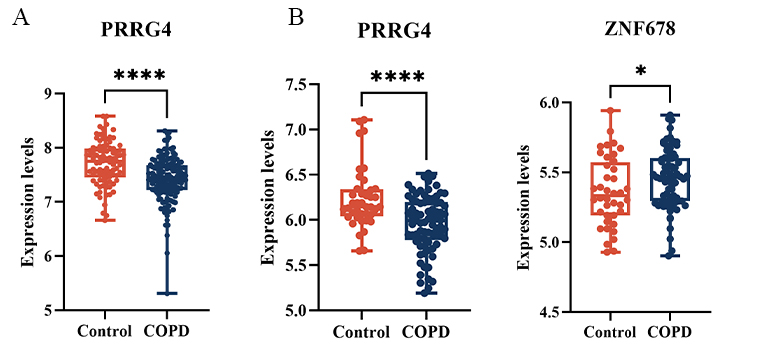 A
PRRG4
****
Expression levels
9
8
7
6
5
Control COPD
B
PRRG4
****
Expression levels
7.5
7.0
6.5
6.0
5.5
5.0
Control COPD
ZNF678
*
Expression levels
6.0
5.5
5.0
4.5
Control COPD